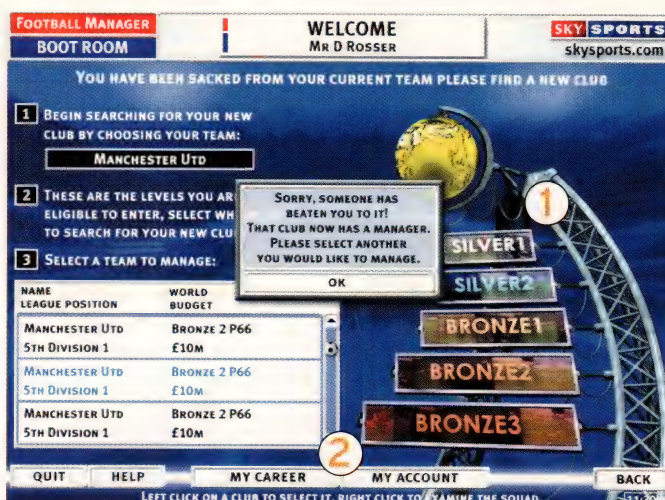 FOOTBALL MANAGER
BOOT ROOM
WELCOME
MR D ROSSER
SKY SPORTS
skysports.com
YOU HAVE BEEN SACKED FROM YOUR CURRENT TEAM PLEASE FIND A NEW CLUB
1 BEGIN SEARCHING FOR YOUR NEW
CLUB BY CHOOSING YOUR TEAM:
MANCHESTER UTD
2 THESE ARE THE LEVELS YOU AR
ELIGIBLE TO ENTER, SELECT WH
TO SEARCH FOR YOUR NEW CLU
3 SELECT A TEAM TO MANAGE:
SORRY, SOMEONE HAS
BEATEN YOU TO IT!
THAT CLUB NOW HAS A MANAGER.
PLEASE SELECT ANOTHER
YOU WOULD LIKE TO MANAGE.
OK
NAME WORLD
LEAGUE POSITION BUDGET
MANCHESTER UTD BRONZE 2 P66
5TH DIVISION 1 £10M
MANCHESTER UTD BRONZE 2 P66
5TH DIVISION 1 £10M
MANCHESTER UTD BRONZE 2 P66
5TH DIVISION 1 £10M
1
SILVER1
SILVER2
BRONZE1
BRONZE2
BRONZE3
2
QUIT HELP MY CAREER MY ACCOUNT BACK
LEFT CLICK ON A CLUB TO SELECT IT, RIGHT CLICK TO EXAMINE THE SQUAD